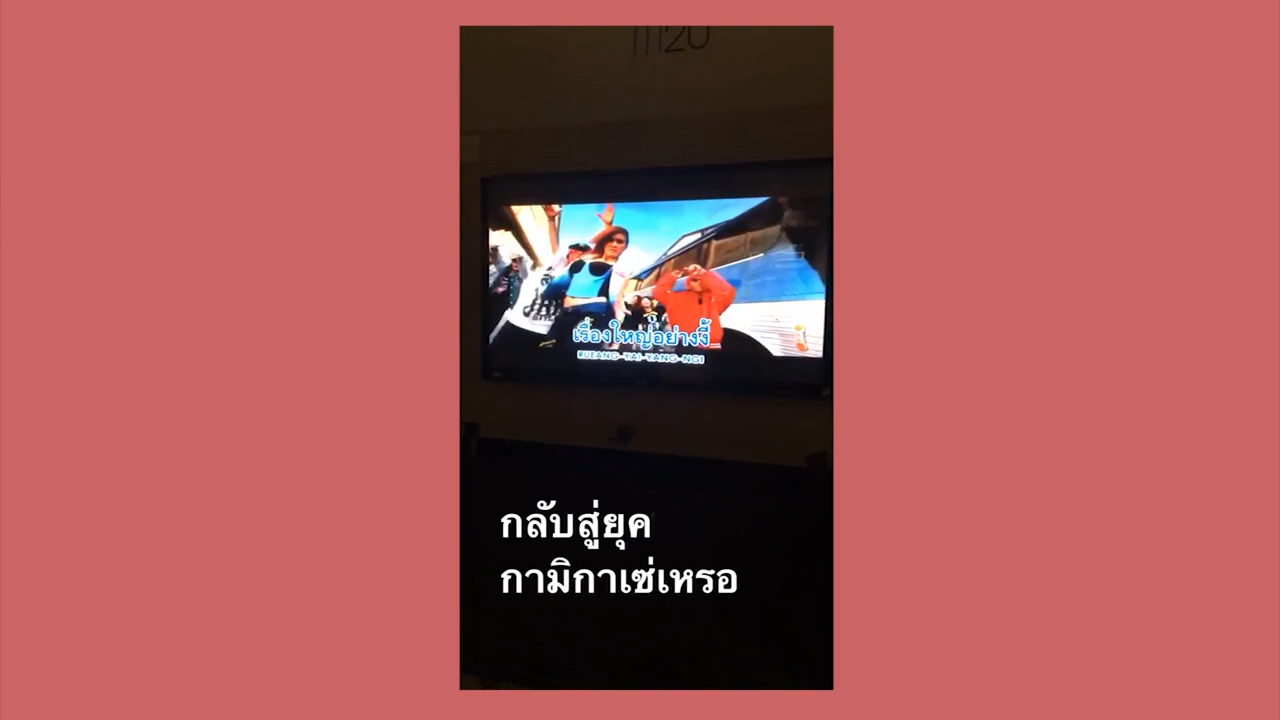 m20
เรื่องใหญ่อย่างงี้
RUEANG-YAI-YANG-NGI
กลับสู่ยุค
กามิกาเซ่เหรอ